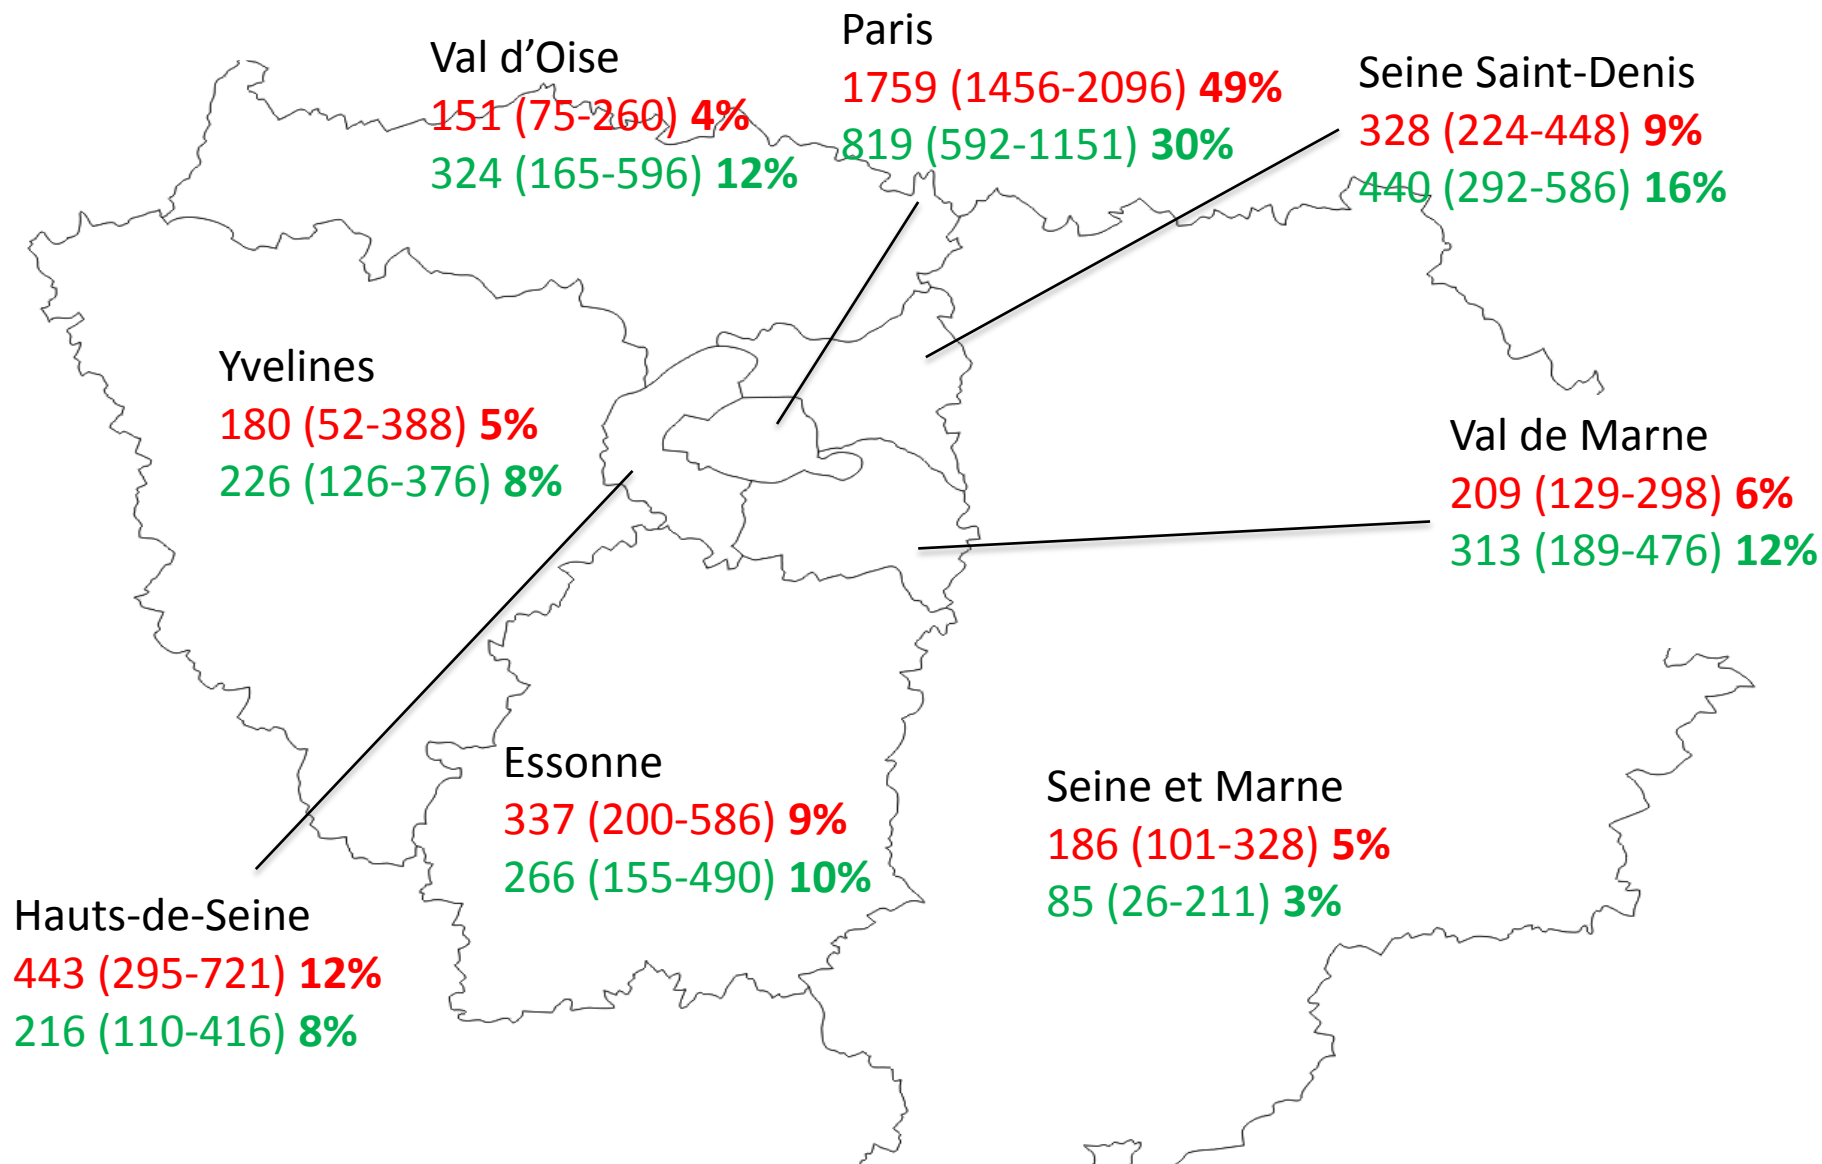 Val d’Oise
151 (75-260) 4%
324 (165-596) 12%
Paris
1759 (1456-2096) 49%
819 (592-1151) 30%
Seine Saint-Denis
328 (224-448) 9%
440 (292-586) 16%
Yvelines
180 (52-388) 5%
226 (126-376) 8%
Val de Marne
209 (129-298) 6%
313 (189-476) 12%
Essonne
337 (200-586) 9%
266 (155-490) 10%
Seine et Marne
186 (101-328) 5%
85 (26-211) 3%
Hauts-de-Seine
443 (295-721) 12%
216 (110-416) 8%